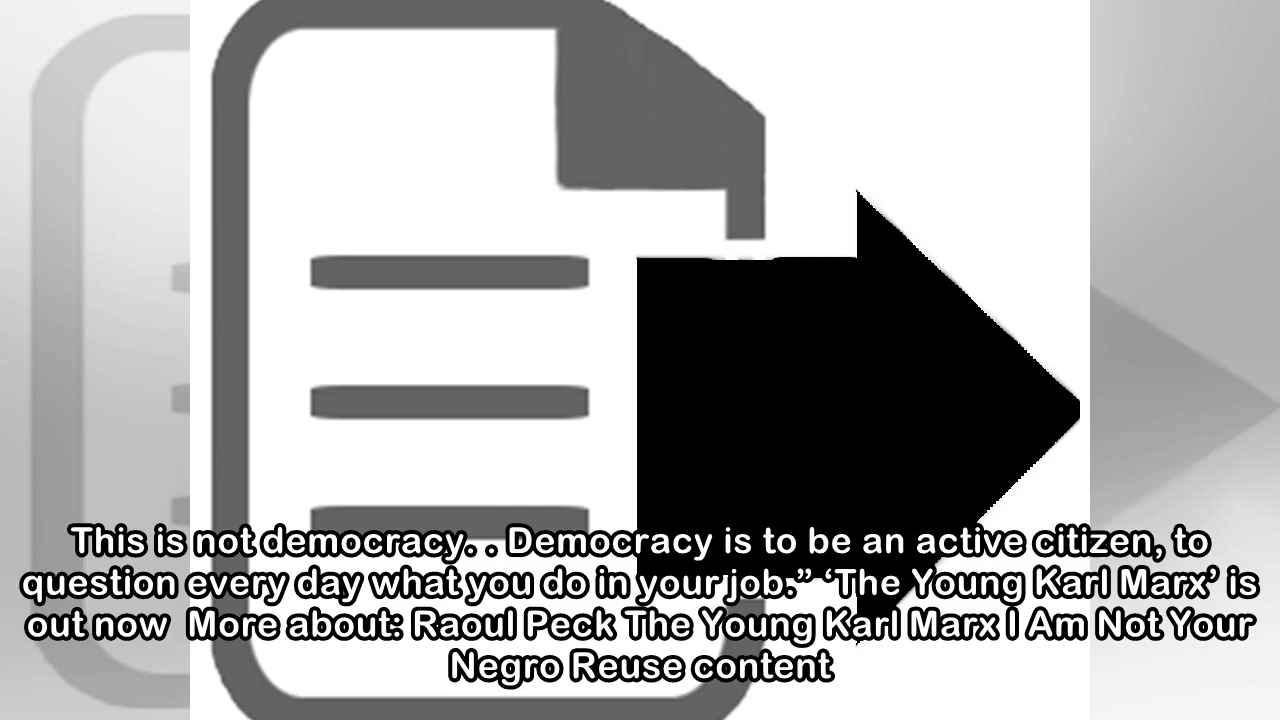 This is not democracy. . Democracy is to be an active citizen, to
question every day what you do in your job.” ‘The Young Karl Marx’ is
out now  More about: Raoul Peck The Young Karl Marx I Am Not Your
Negro Reuse content